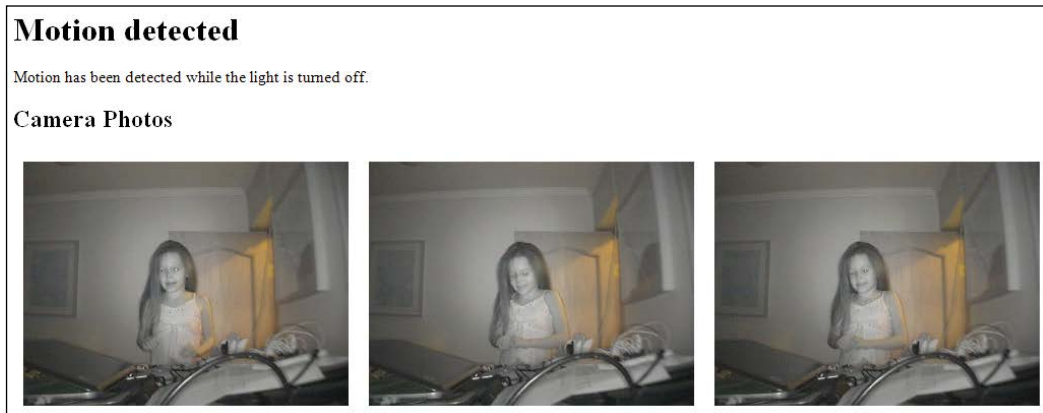 Motion detected
Motion has been detected while the light is turned off.
Camera Photos